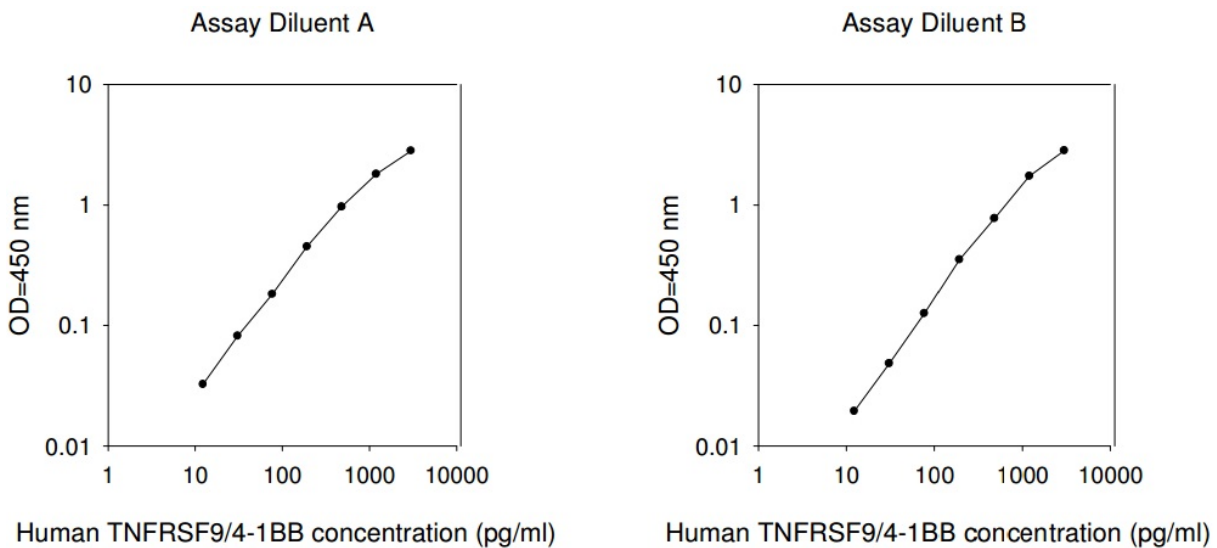 Assay Diluent A
10
1
0.1
0.01
OD=450 nm
1 10 100 1000 10000
Human TNFRSF9/4-1BB concentration (pg/ml)
Assay Diluent B
10
1
0.1
0.01
OD=450 nm
1 10 100 1000 10000
Human TNFRSF9/4-1BB concentration (pg/ml)